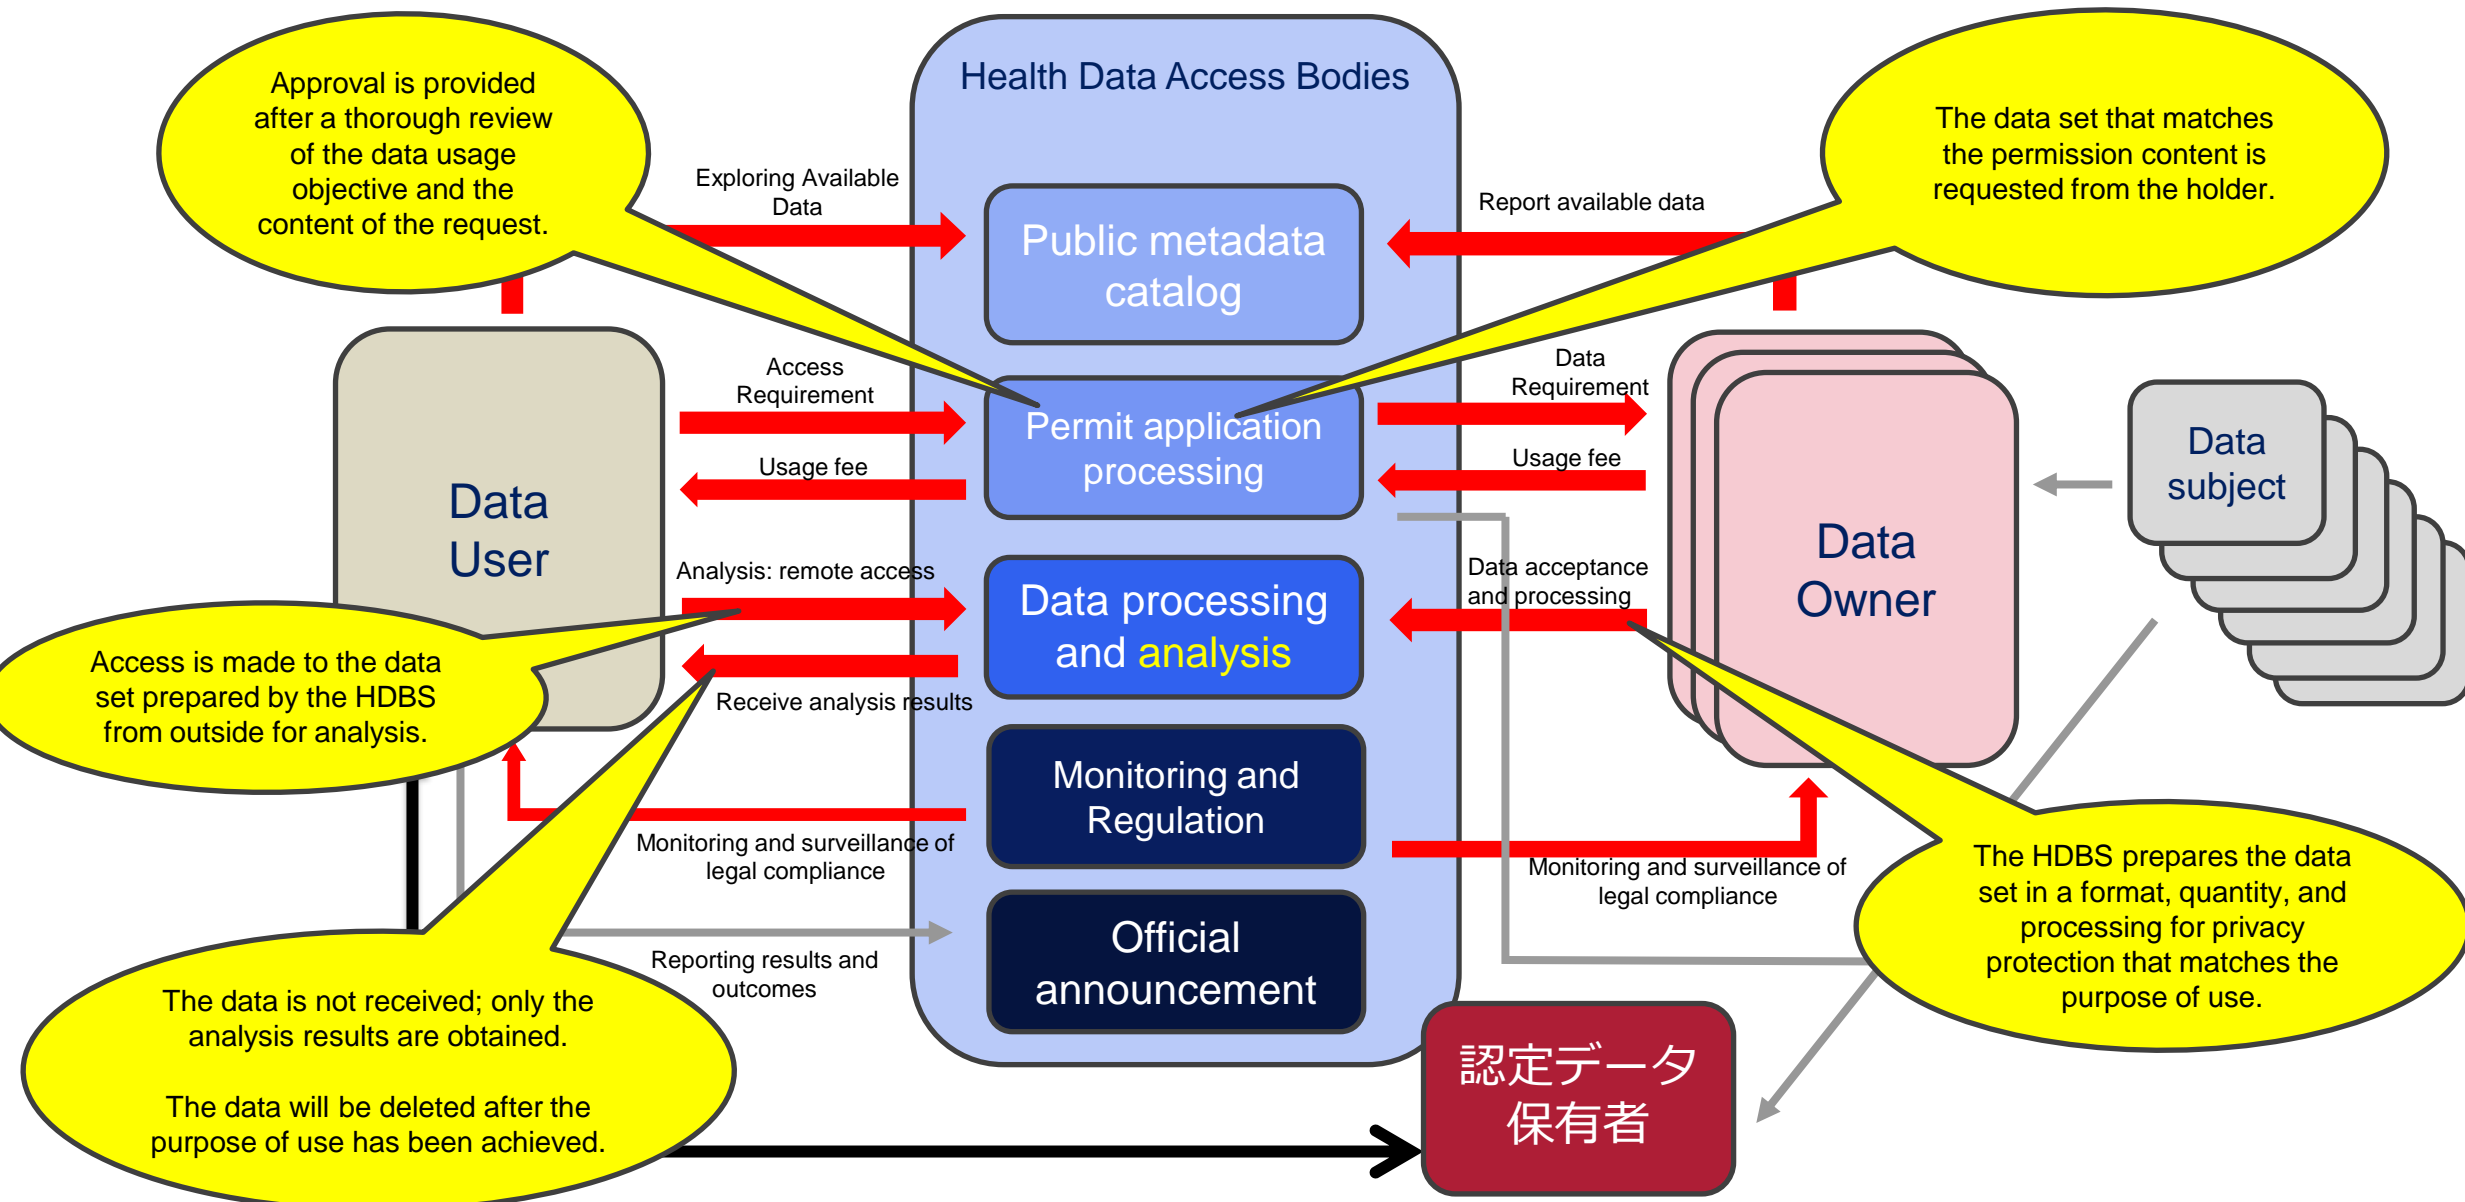 Health Data Access Bodies
Approval is provided
after a thorough review
of the data usage
objective and the
content of the request.
The data set that matches
the permission content is
requested from the holder.
Exploring Available
Data
Report available data
Public metadata
catalog
Access
Requirement
Data
Requirement
Permit application
processing
Usage fee
Usage fee
Data
User
Data
Owner
Data
subject
Analysis: remote access
Data acceptance
and processing
Data processing
and analysis
Receive analysis results
Access is made to the data
set prepared by the HDBS
from outside for analysis.
Monitoring and
Regulation
Monitoring and surveillance of
legal compliance
Monitoring and surveillance of
legal compliance
The HDBS prepares the data
set in a format, quantity, and
processing for privacy
protection that matches the
purpose of use.
Official
announcement
Reporting results and
outcomes
The data is not received; only the
analysis results are obtained.
The data will be deleted after the
purpose of use has been achieved.
認定データ
保有者